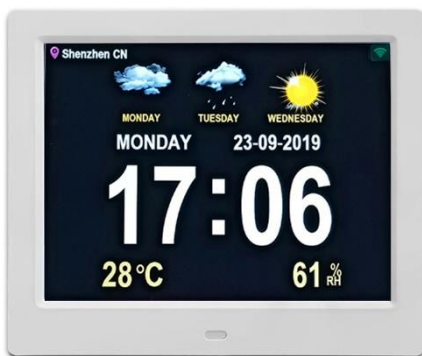 Shenzhen CN
MONDAY TUESDAY WEDNESDAY
MONDAY 23-09-2019
17:06
28°C 61%RH